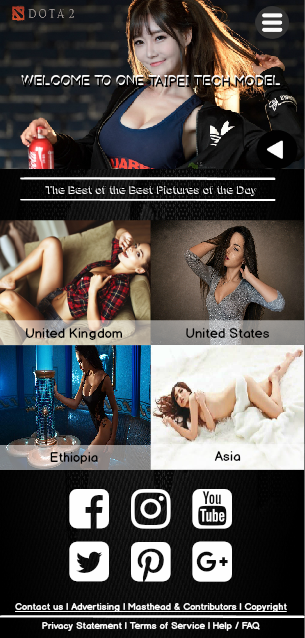 DOTA 2
WELCOME TO ONE TAIPEI TECH MODEL
The Best of the Best Pictures of the Day
United Kingdom
United States
Ethiopia
Asia
You
Tube
G+
Contact us | Advertising | Masthead & Contributors | Copyright
Privacy Statement | Terms of Service | Help / FAQ